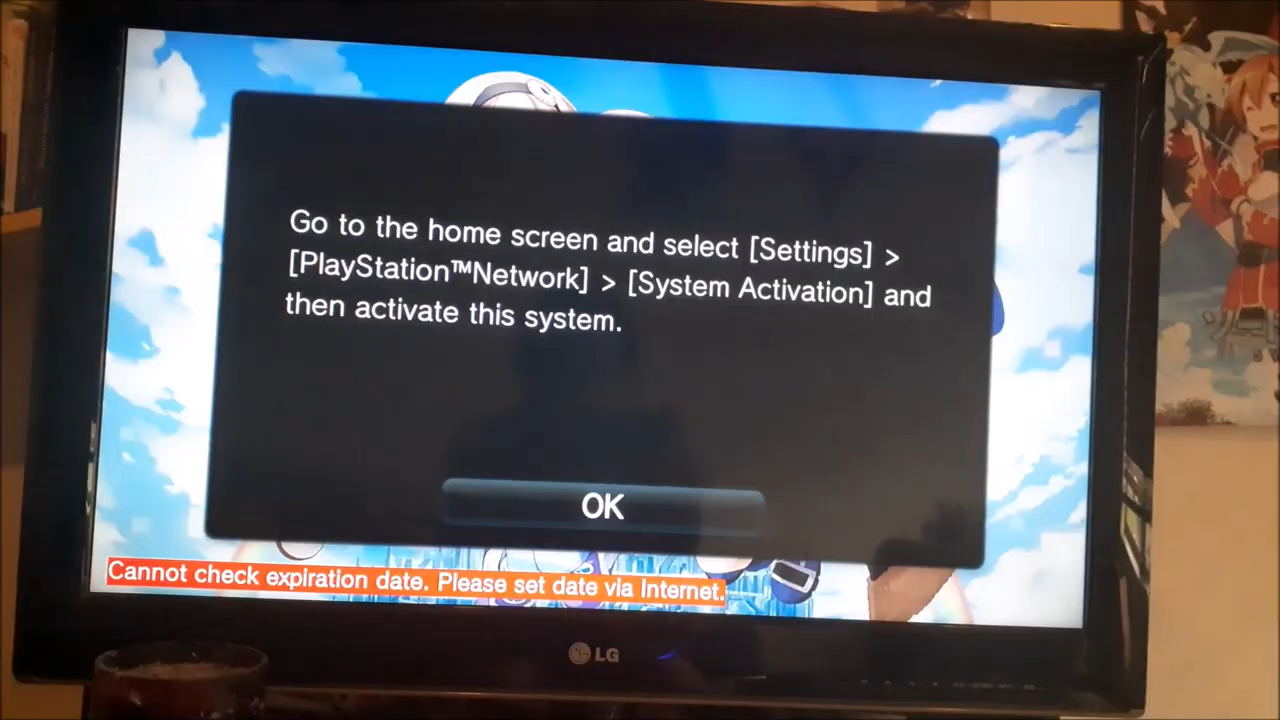 Go to the home screen and select [Settings] >
[PlayStation™Network] > [System Activation] and
then activate this system.
OK
Cannot check expiration date. Please set date via Internet.
LG